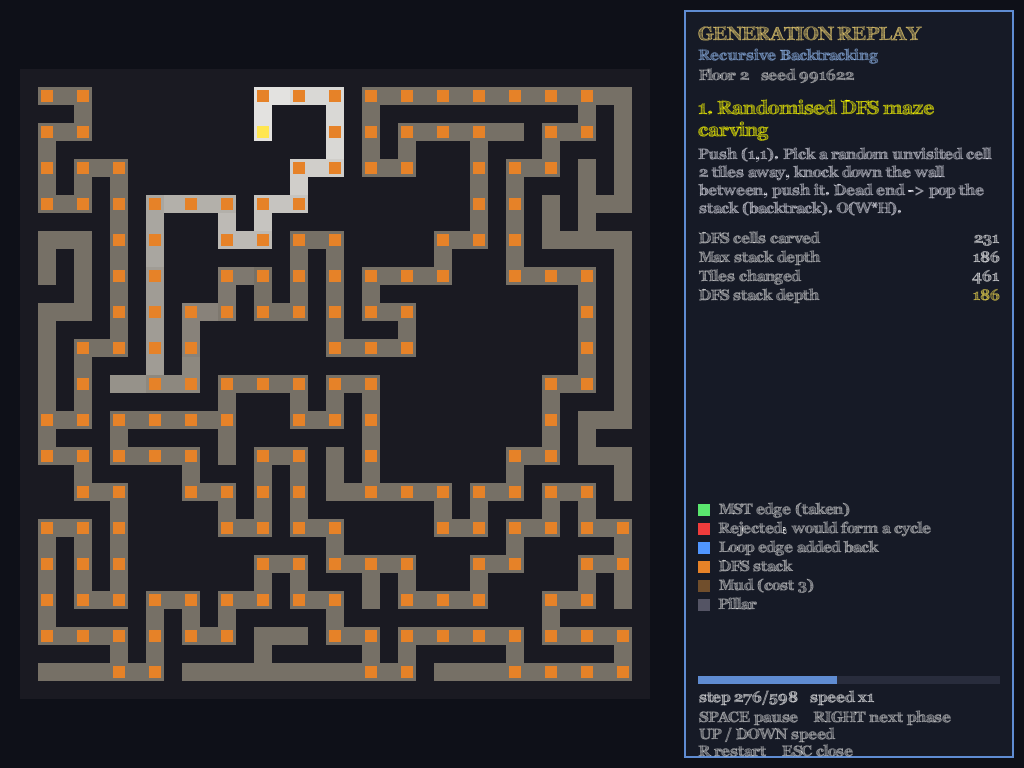 GENERATION REPLAY
Recursive Backtracking
Floor 2   seed 991622
1. Randomised DFS maze
carving
Push (1,1). Pick a random unvisited cell
2 tiles away, knock down the wall
between, push it. Dead end -> pop the
stack (backtrack). O(W*H).
DFS cells carved 231
Max stack depth 186
Tiles changed 461
DFS stack depth 186
MST edge (taken)
Rejected: would form a cycle
Loop edge added back
DFS stack
Mud (cost 3)
Pillar
step 276/598   speed x1
SPACE pause   RIGHT next phase
UP / DOWN speed
R restart   ESC close